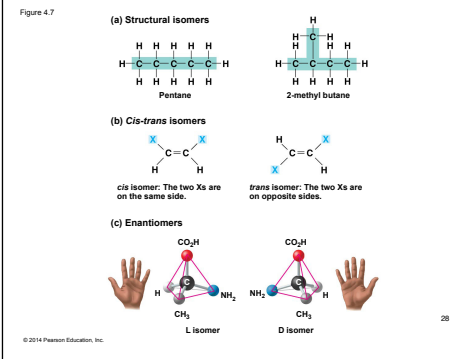 Figure 4.7
(a) Structural isomers
H
H C H
H H H H H
H C C C C C H
H H H H H
Pentane
H H H
H C C C C H
H H H H
2-methyl butane
(b) Cis-trans isomers
X X
C=C
H H
cis isomer: The two Xs are
on the same side.
H X
C=C
X H
trans isomer: The two Xs are
on opposite sides.
(c) Enantiomers
CO₂H
C
H NH₂
CH₃
L isomer
CO₂H
C
NH₂ H
CH₃
D isomer
28
© 2014 Pearson Education, Inc.